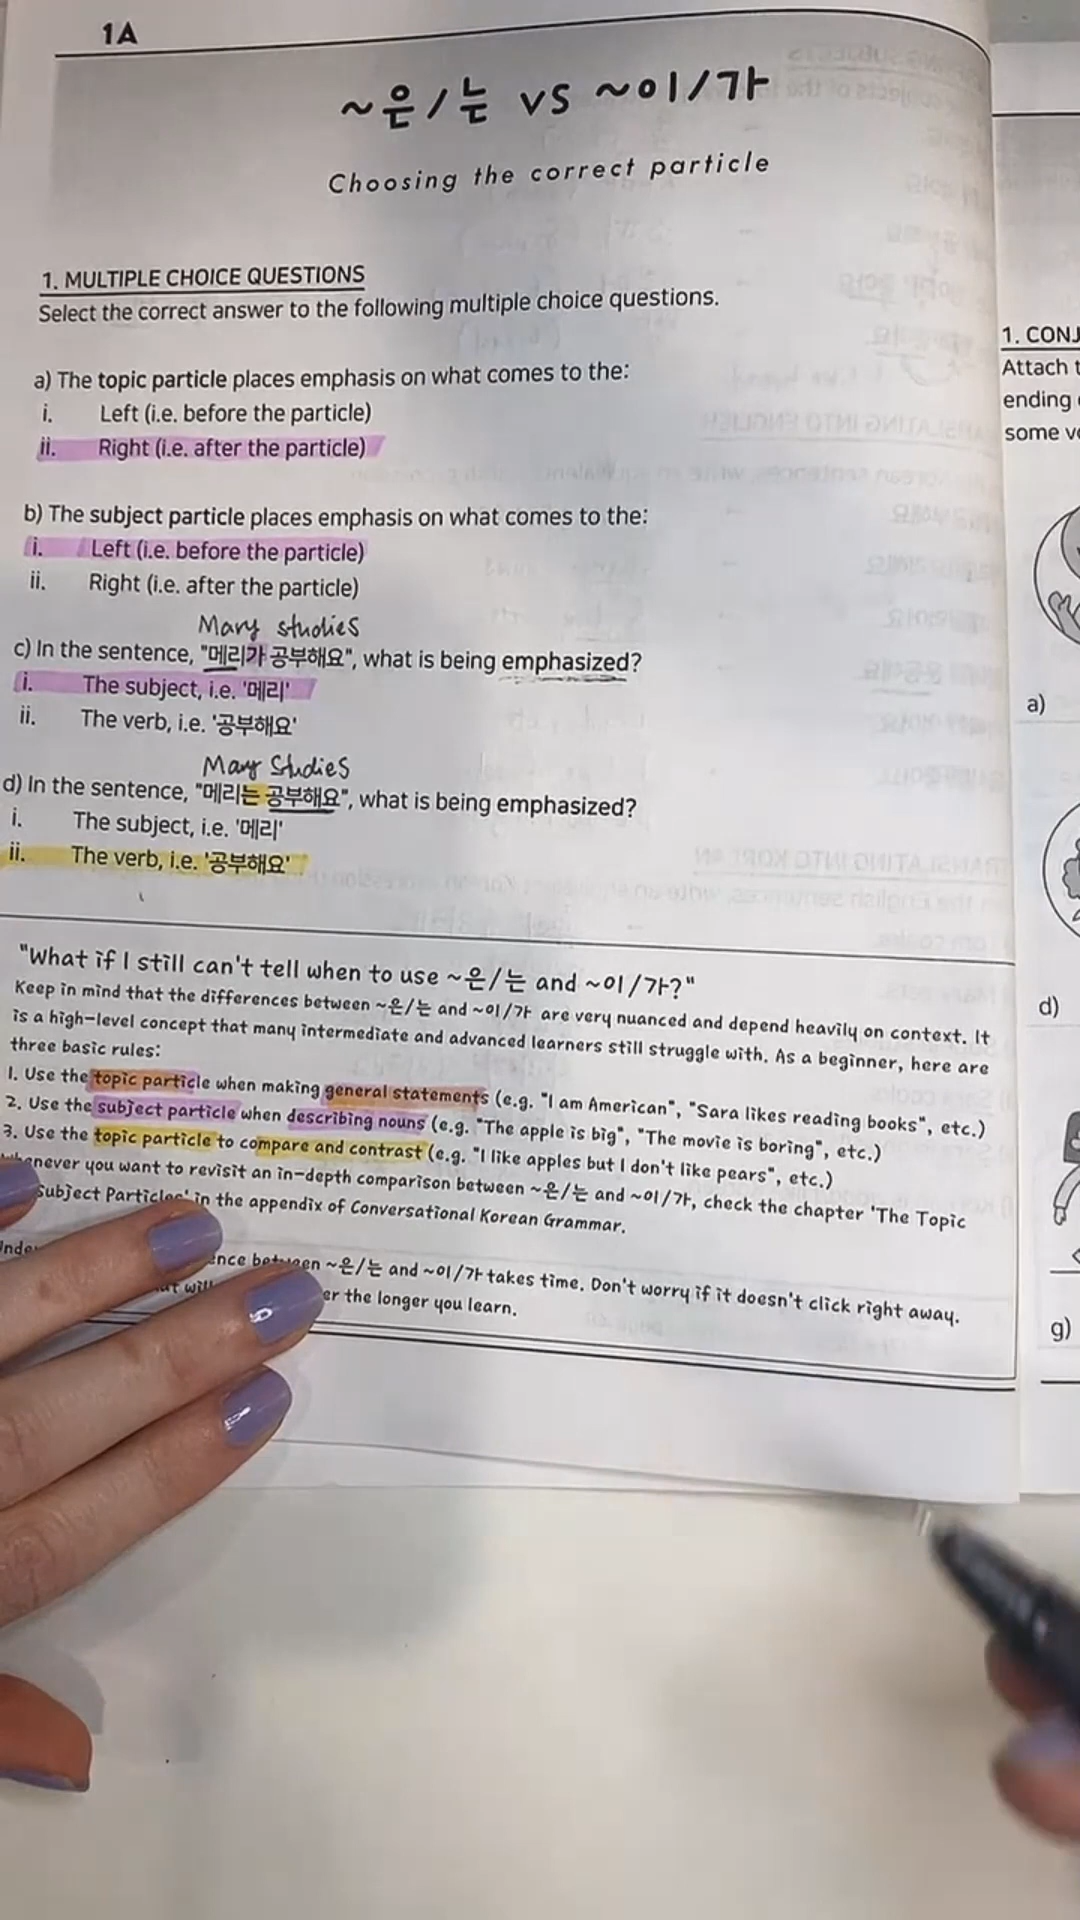 1A
~은/는 vs ~이/가
Choosing the correct particle
1. MULTIPLE CHOICE QUESTIONS
Select the correct answer to the following multiple choice questions.
a) The topic particle places emphasis on what comes to the:
i. Left (i.e. before the particle)
ii. Right (i.e. after the particle)
b) The subject particle places emphasis on what comes to the:
i. Left (i.e. before the particle)
ii. Right (i.e. after the particle)
Mary studies
c) In the sentence, "메리가 공부해요", what is being emphasized?
i. The subject, i.e. '메리'
ii. The verb, i.e. '공부해요'
Mary Studies
d) In the sentence, "메리는 공부해요", what is being emphasized?
i. The subject, i.e. '메리'
ii. The verb, i.e. '공부해요'
"What if I still can't tell when to use ~은/는 and ~이/가?"
Keep in mind that the differences between ~은/는 and ~이/가 are very nuanced and depend heavily on context. It
is a high-level concept that many intermediate and advanced learners still struggle with. As a beginner, here are
three basic rules:
1. Use the topic particle when making general statements (e.g. "I am American", "Sara likes reading books", etc.)
2. Use the subject particle when describing nouns (e.g. "The apple is big", "The movie is boring", etc.)
3. Use the topic particle to compare and contrast (e.g. "I like apples but I don't like pears", etc.)
you want to revisit an in-depth comparison between ~은/는 and ~이/가, check the chapter 'The Topic
Subject Particles' in the appendix of Conversational Korean Grammar.
between ~은/는 and ~이/가 takes time. Don't worry if it doesn't click right away.
the longer you learn.
1. CONJ
Attach t
ending
some
a)
d)
g)